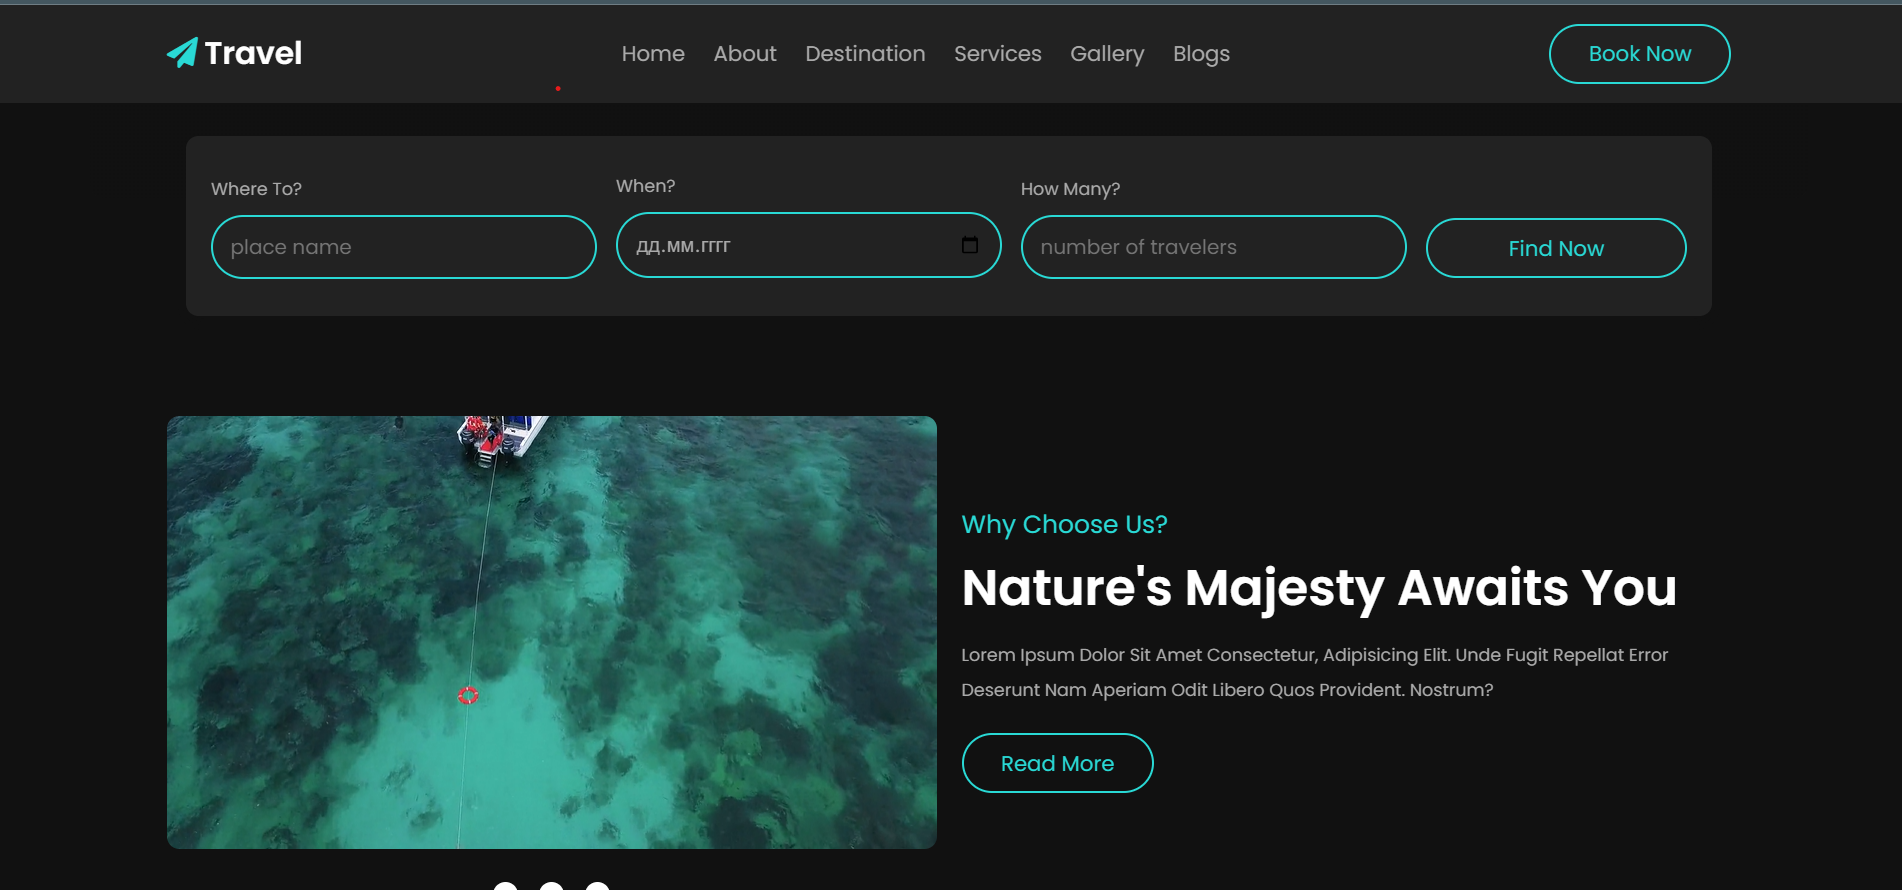 Travel
Home About Destination Services Gallery Blogs
Book Now
Where To?
When?
How Many?
place name
дд.мм.гггг
number of travelers
Find Now
Why Choose Us?
Nature's Majesty Awaits You
Lorem Ipsum Dolor Sit Amet Consectetur, Adipisicing Elit. Unde Fugit Repellat Error
Deserunt Nam Aperiam Odit Libero Quos Provident. Nostrum?
Read More